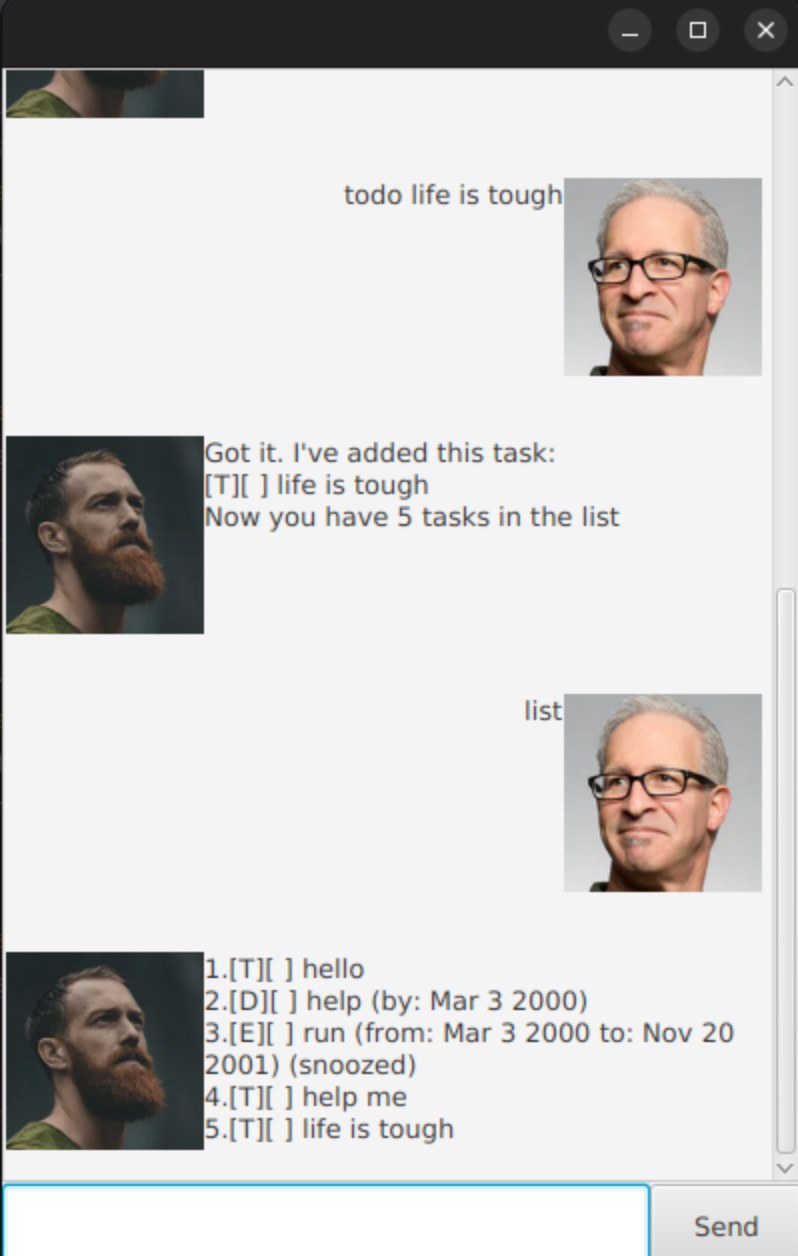 todo life is tough
Got it. I've added this task:
[T][ ] life is tough
Now you have 5 tasks in the list
list
1.[T][ ] hello
2.[D][ ] help (by: Mar 3 2000)
3.[E][ ] run (from: Mar 3 2000 to: Nov 20
2001) (snoozed)
4.[T][ ] help me
5.[T][ ] life is tough
Send